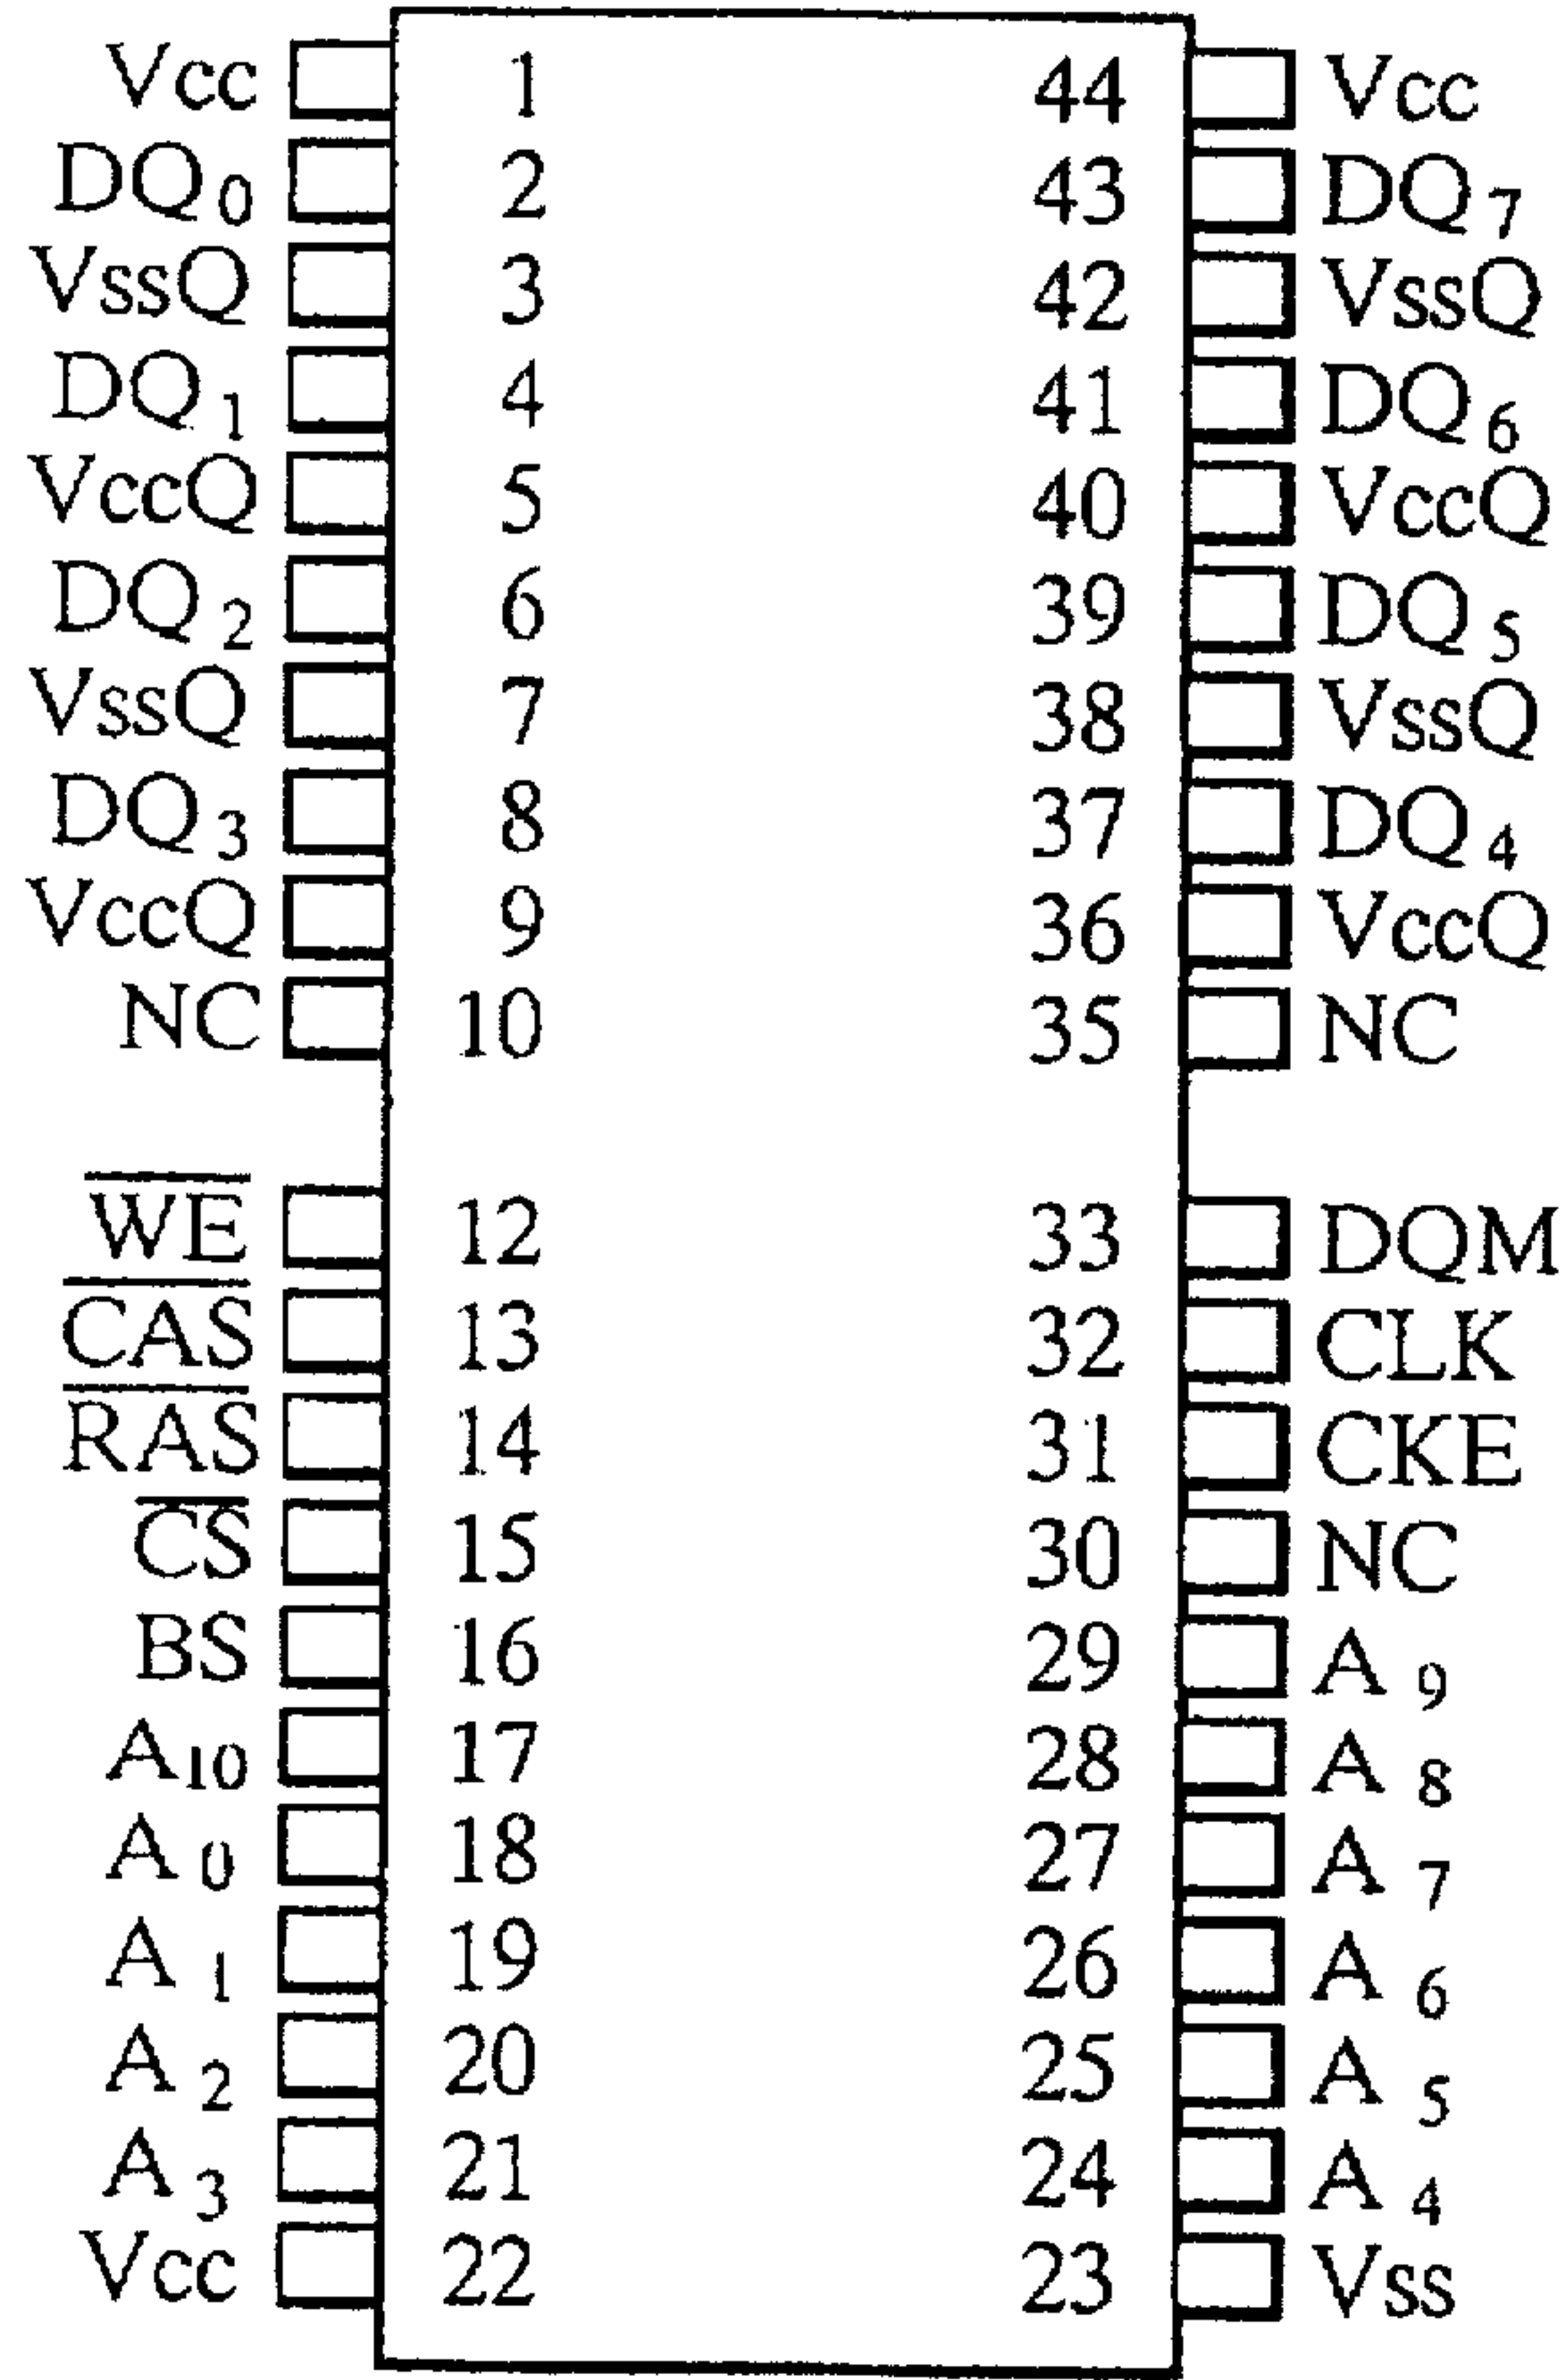 Vcc 1 44 Vcc
DQ₀ 2 43 DQ₇
VssQ 3 42 VssQ
DQ₁ 4 41 DQ₆
VccQ 5 40 VccQ
DQ₂ 6 39 DQ₅
VssQ 7 38 VssQ
DQ₃ 8 37 DQ₄
VccQ 9 36 VccQ
NC 10 35 NC
W̅E̅ 12 33 DQM
C̅A̅S̅ 13 32 CLK
R̅A̅S̅ 14 31 CKE
C̅S̅ 15 30 NC
BS 16 29 A₉
A₁₀ 17 28 A₈
A₀ 18 27 A₇
A₁ 19 26 A₆
A₂ 20 25 A₅
A₃ 21 24 A₄
Vcc 22 23 Vss